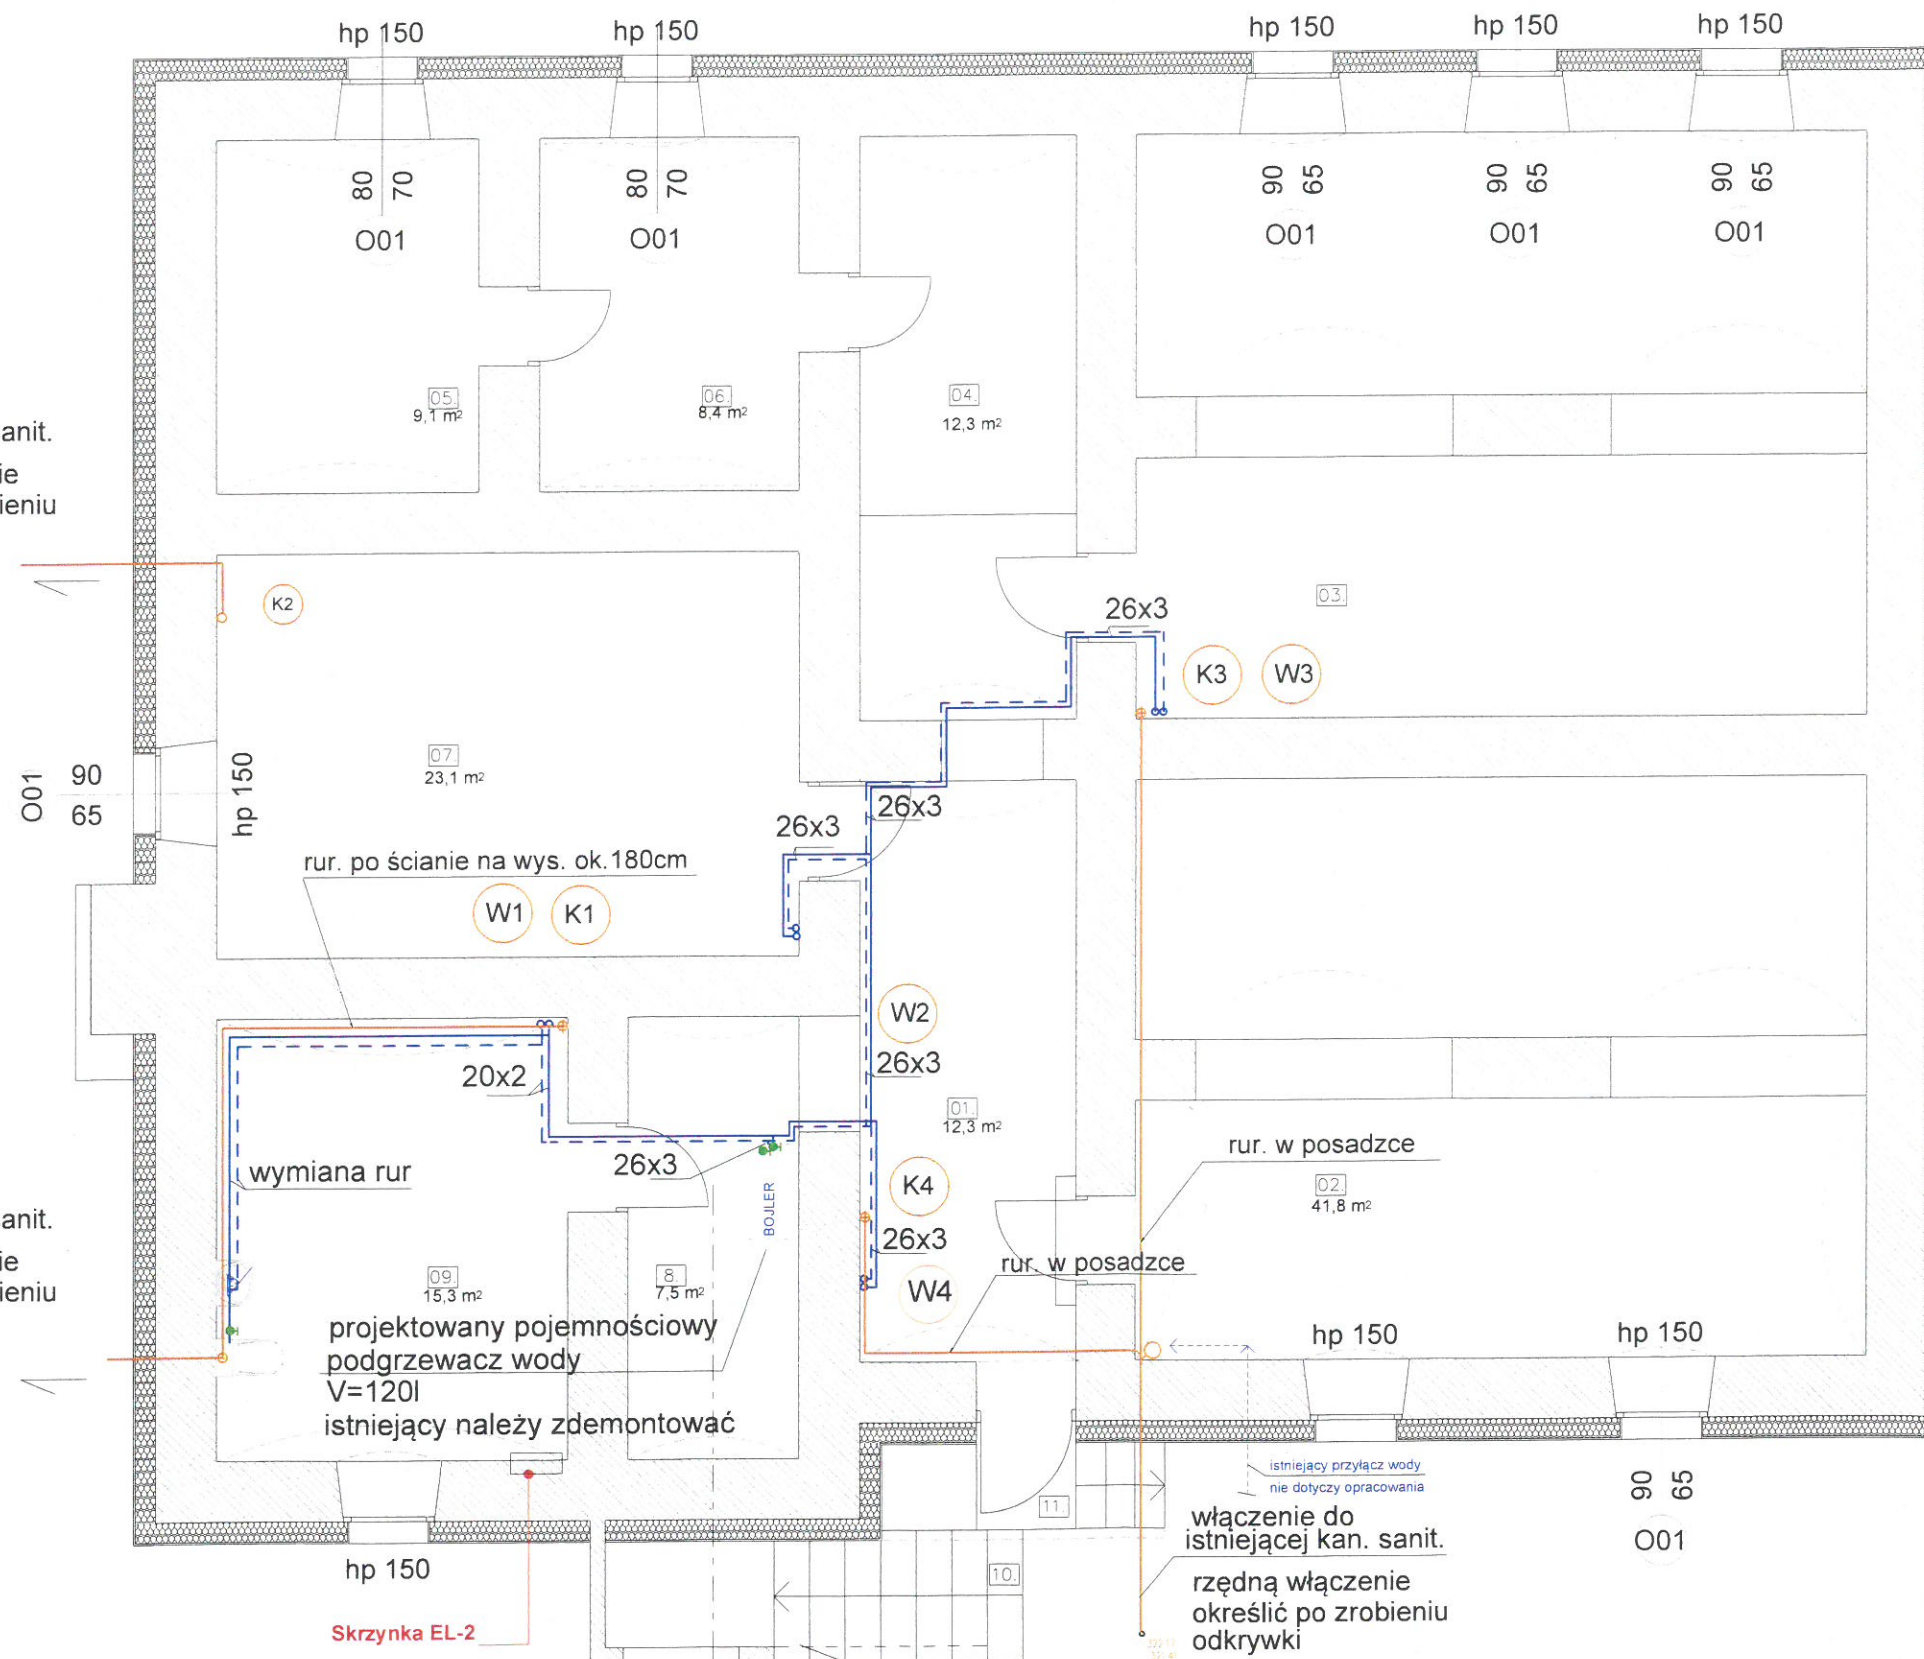 hp 150
hp 150
hp 150
hp 150
hp 150
80
70
O01
80
70
O01
90
65
O01
90
65
O01
90
65
O01
05.
9,1 m²
06.
8,4 m²
04.
12,3 m²
anit.
ie
ieniu
K2
03.
26x3
K3
W3
07.
23,1 m²
O01
90
65
hp 150
26x3
26x3
rur. po ścianie na wys. ok.180cm
W1
K1
W2
26x3
20x2
01.
12,3 m²
wymiana rur
26x3
BOJLER
K4
26x3
W4
rur. w posadzce
rur. w posadzce
02.
41,8 m²
anit.
ie
ieniu
09.
15,3 m²
8.
7,5 m²
projektowany pojemnościowy
podgrzewacz wody
V=120l
istniejący należy zdemontować
hp 150
hp 150
istniejący przyłącz wody
nie dotyczy opracowania
11.
włączenie do
istniejącej kan. sanit.
rzędną włączenie
określić po zrobieniu
odkrywki
90
65
O01
hp 150
10.
Skrzynka EL-2